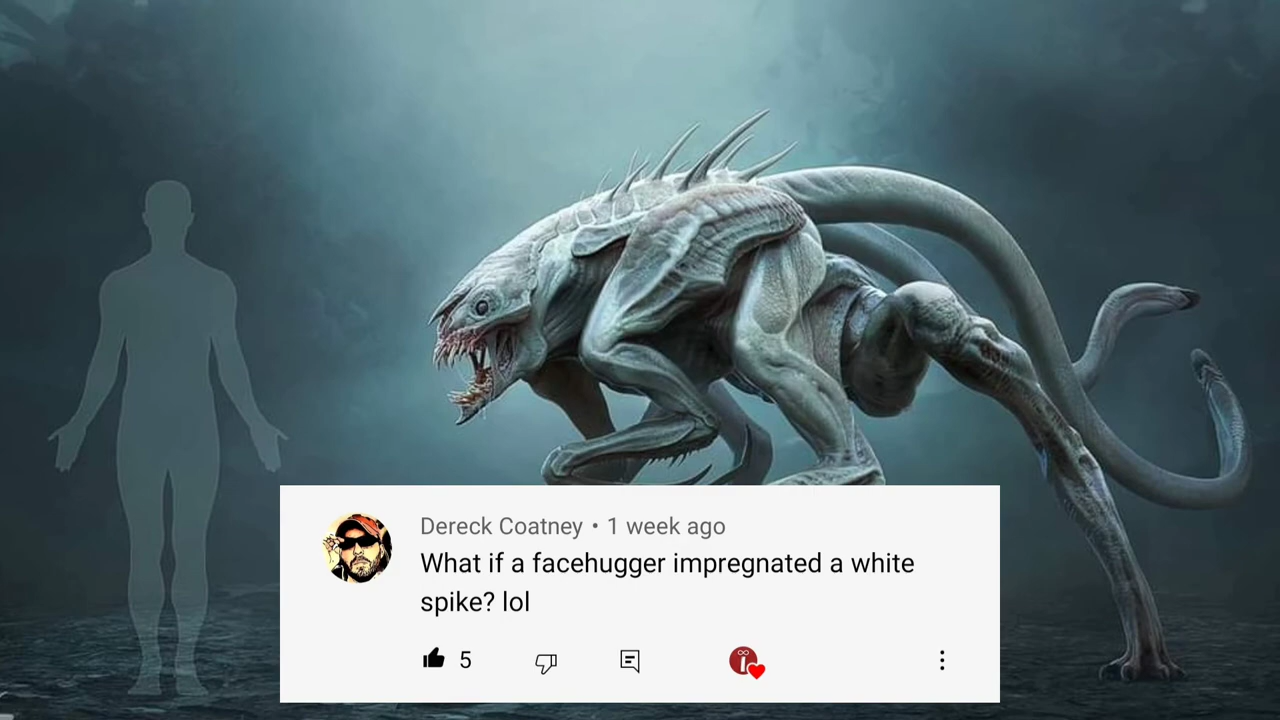 Dereck Coatney • 1 week ago
What if a facehugger impregnated a white
spike? lol
5